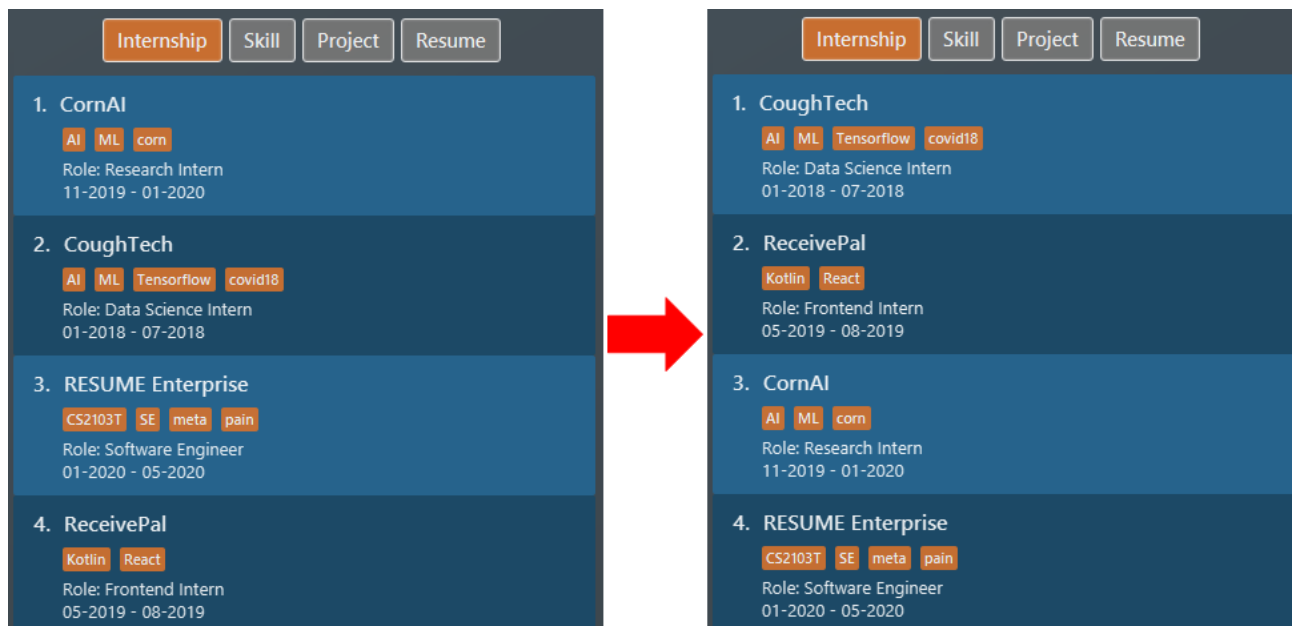 Internship Skill Project Resume
1. CornAI
AI ML corn
Role: Research Intern
11-2019 - 01-2020
2. CoughTech
AI ML Tensorflow covid18
Role: Data Science Intern
01-2018 - 07-2018
3. RESUME Enterprise
CS2103T SE meta pain
Role: Software Engineer
01-2020 - 05-2020
4. ReceivePal
Kotlin React
Role: Frontend Intern
05-2019 - 08-2019
Internship Skill Project Resume
1. CoughTech
AI ML Tensorflow covid18
Role: Data Science Intern
01-2018 - 07-2018
2. ReceivePal
Kotlin React
Role: Frontend Intern
05-2019 - 08-2019
3. CornAI
AI ML corn
Role: Research Intern
11-2019 - 01-2020
4. RESUME Enterprise
CS2103T SE meta pain
Role: Software Engineer
01-2020 - 05-2020